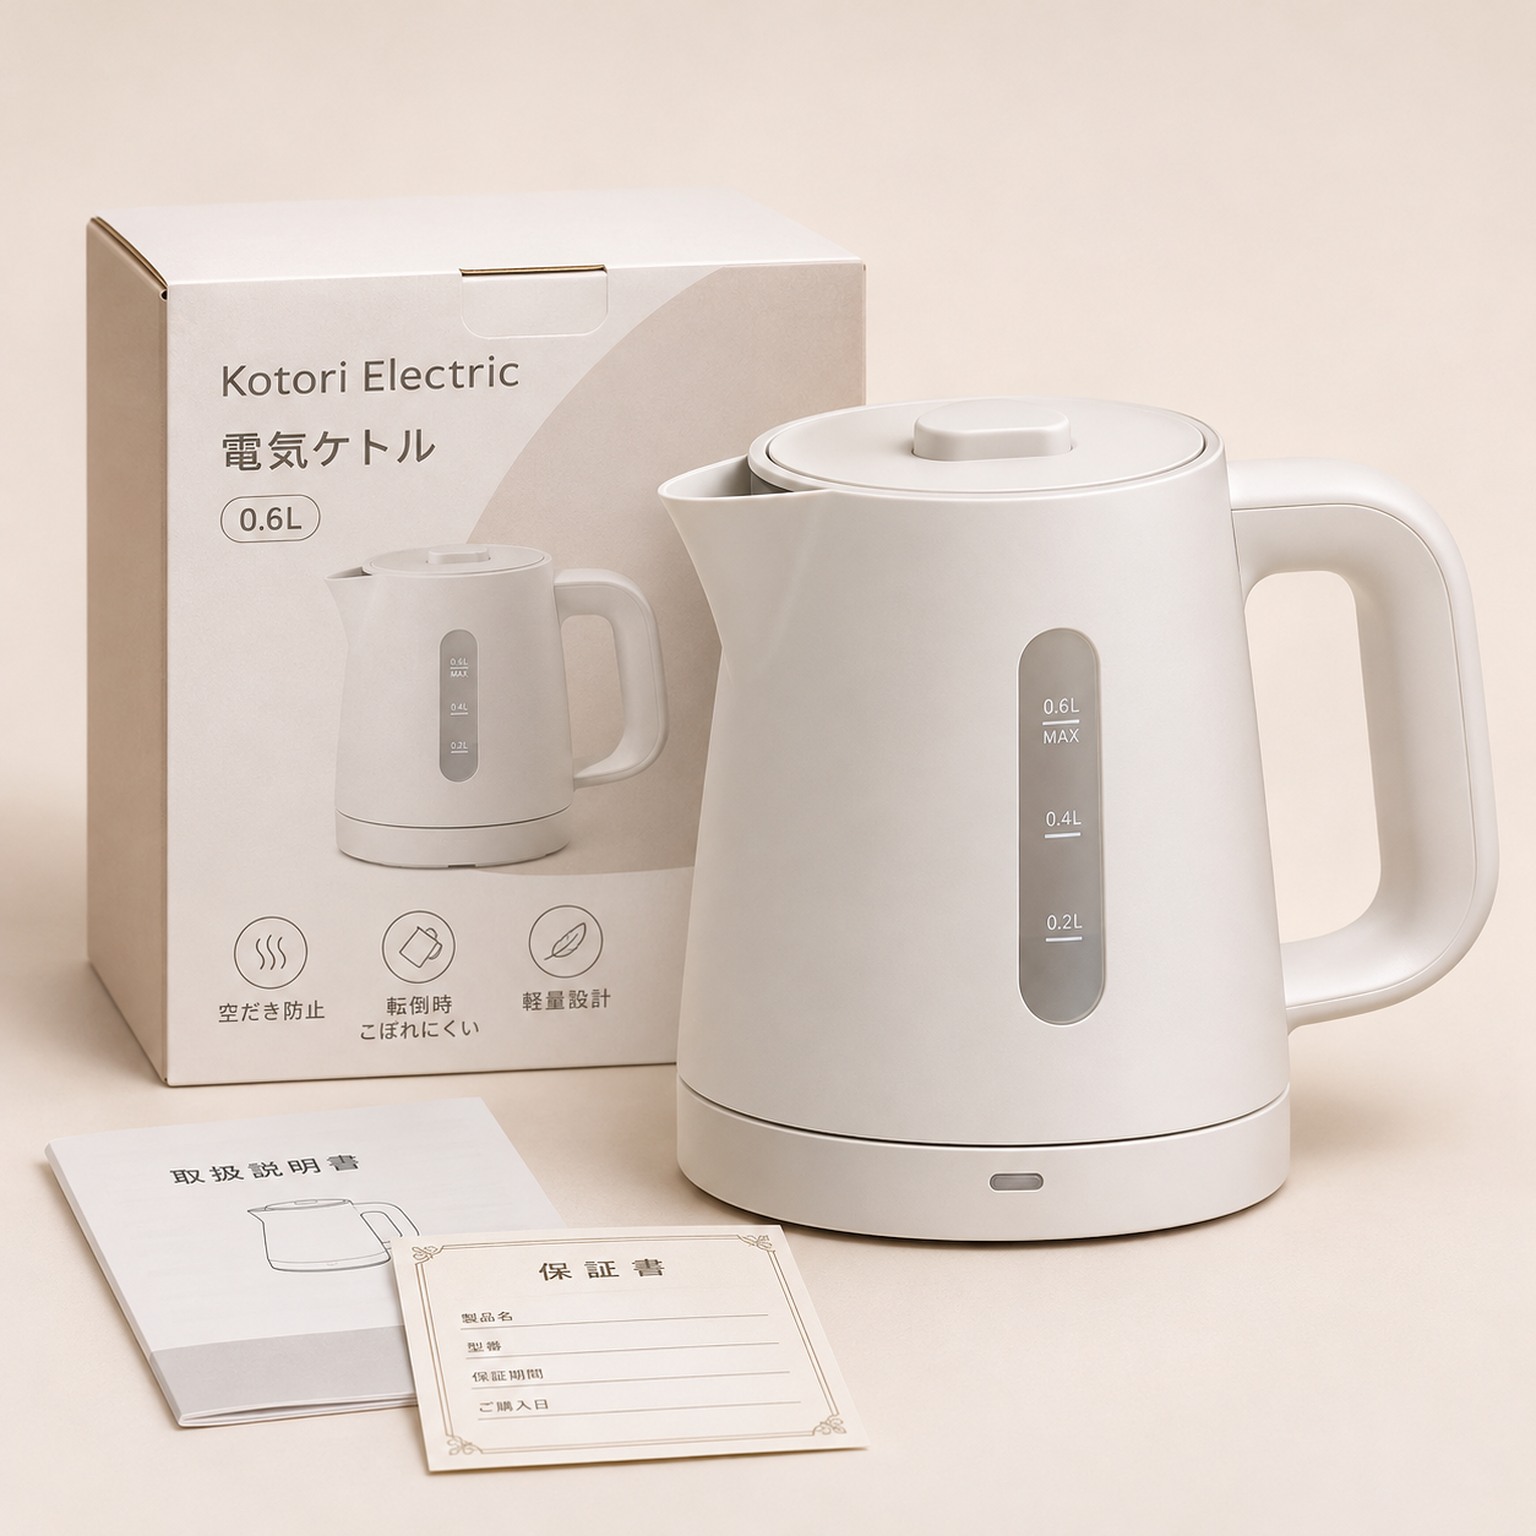 Kotori Electric
電気ケトル
0.6L
0.6L
MAX
0.4L
0.2L
空だき防止
転倒時
こぼれにくい
軽量設計
0.6L
MAX
0.4L
0.2L
取扱説明書
保証書
製品名
型番
保証期間
ご購入日